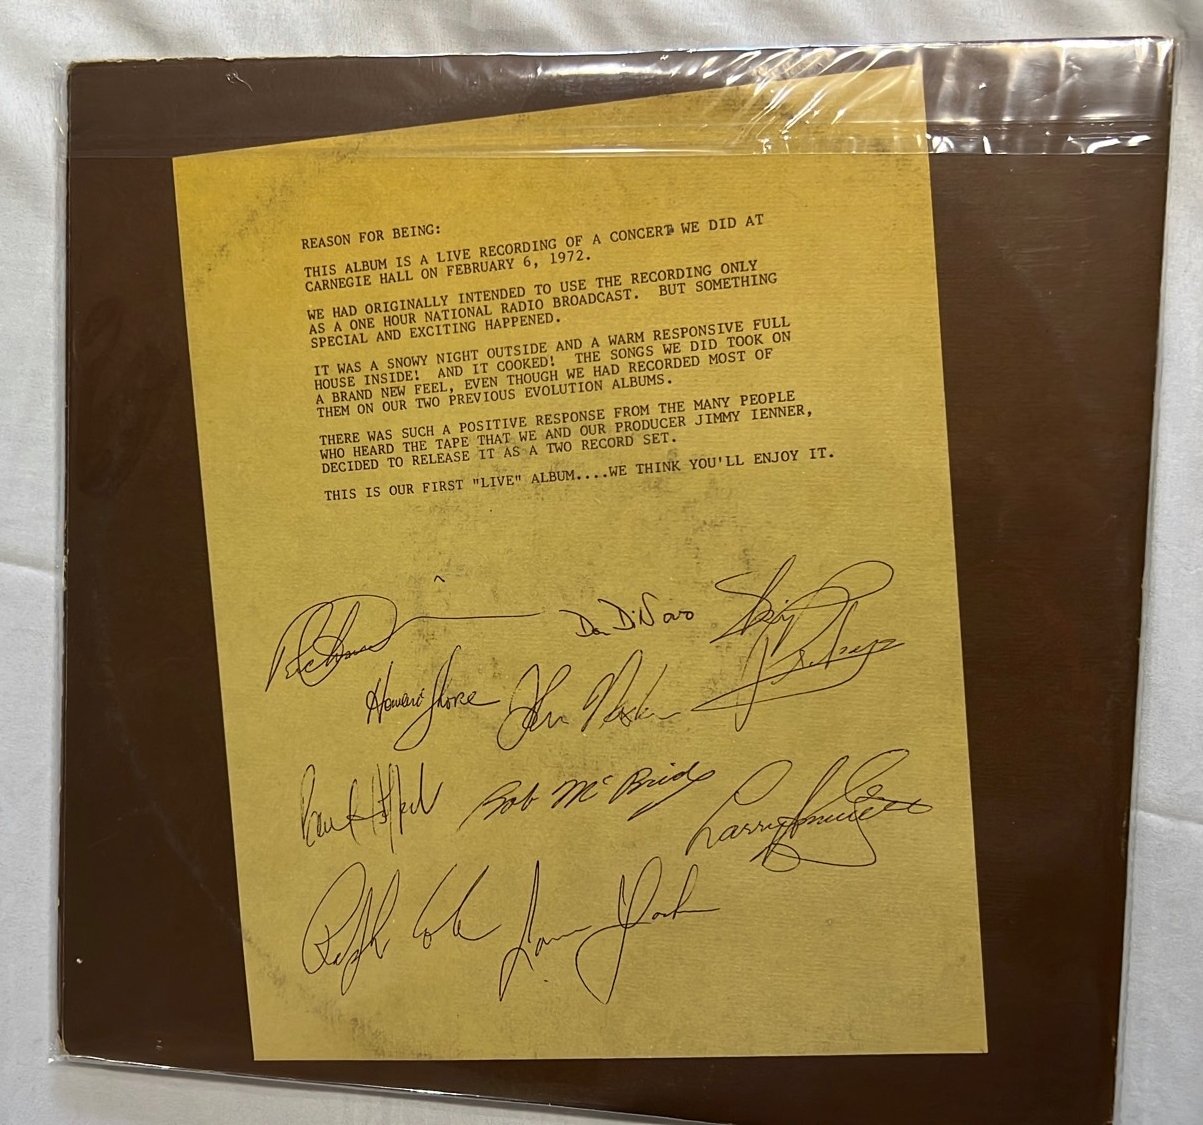 REASON FOR BEING:
THIS ALBUM IS A LIVE RECORDING OF A CONCERT WE DID AT
CARNEGIE HALL ON FEBRUARY 6, 1972.
WE HAD ORIGINALLY INTENDED TO USE THE RECORDING ONLY
AS A ONE HOUR NATIONAL RADIO BROADCAST. BUT SOMETHING
SPECIAL AND EXCITING HAPPENED.
IT WAS A SNOWY NIGHT OUTSIDE AND A WARM RESPONSIVE FULL
HOUSE INSIDE! AND IT COOKED! THE SONGS WE DID TOOK ON
A BRAND NEW FEEL, EVEN THOUGH WE HAD RECORDED MOST OF
THEM ON OUR TWO PREVIOUS EVOLUTION ALBUMS.
THERE WAS SUCH A POSITIVE RESPONSE FROM THE MANY PEOPLE
WHO HEARD THE TAPE THAT WE AND OUR PRODUCER JIMMY IENNER,
DECIDED TO RELEASE IT AS A TWO RECORD SET.
THIS IS OUR FIRST "LIVE" ALBUM....WE THINK YOU'LL ENJOY IT.
Don DiNovo
Howard Shore
John
Bob McBride
Larry
Ralph Cole